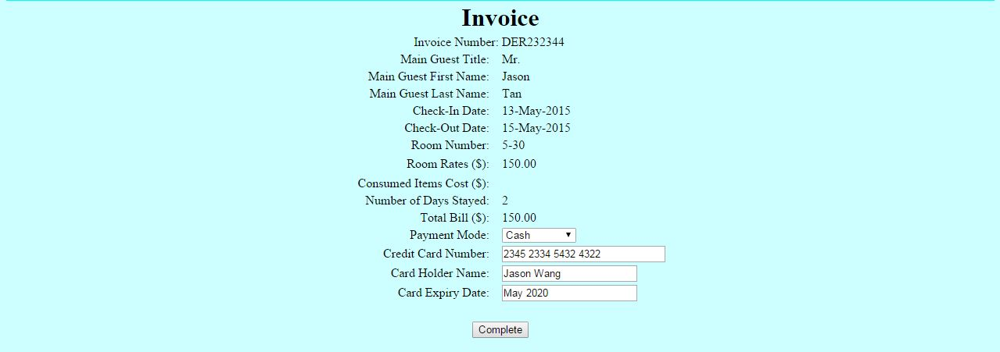 Invoice
Invoice Number: DER232344
Main Guest Title: Mr.
Main Guest First Name: Jason
Main Guest Last Name: Tan
Check-In Date: 13-May-2015
Check-Out Date: 15-May-2015
Room Number: 5-30
Room Rates ($): 150.00
Consumed Items Cost ($):
Number of Days Stayed: 2
Total Bill ($): 150.00
Payment Mode: Cash
Credit Card Number: 2345 2334 5432 4322
Card Holder Name: Jason Wang
Card Expiry Date: May 2020
Complete